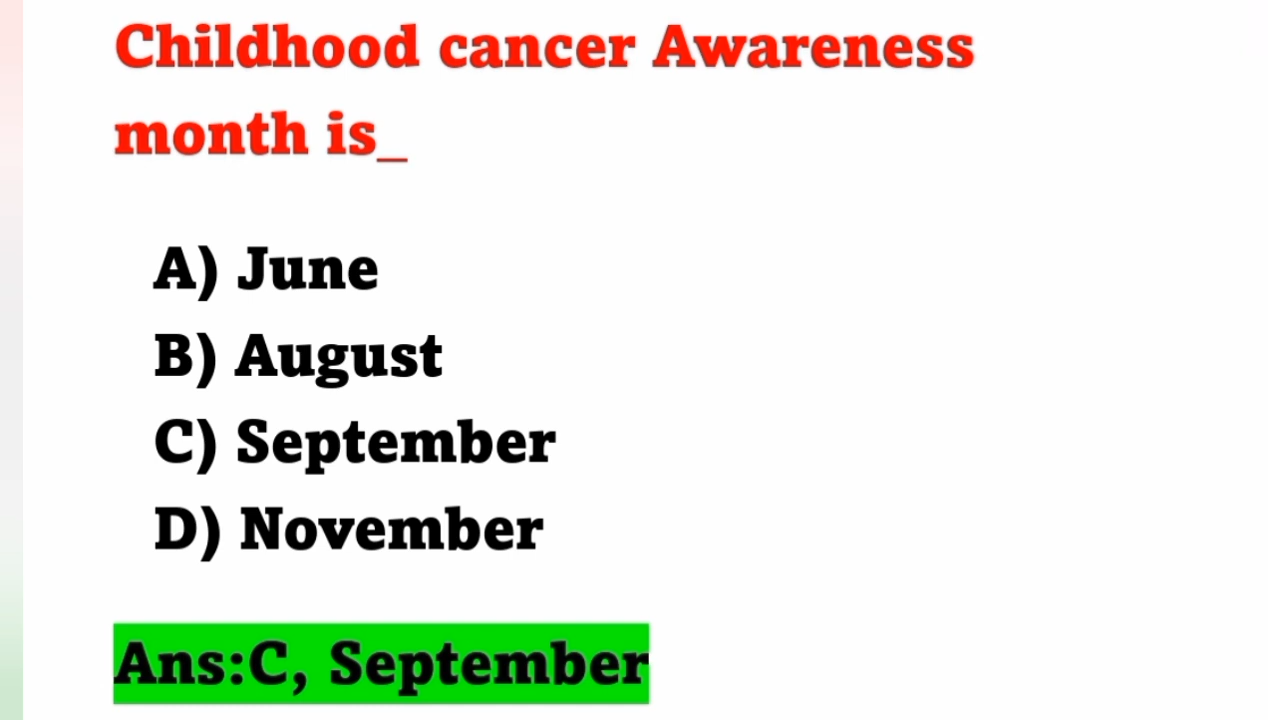 Childhood cancer Awareness
month is_
A) June
B) August
C) September
D) November
Ans:C, September